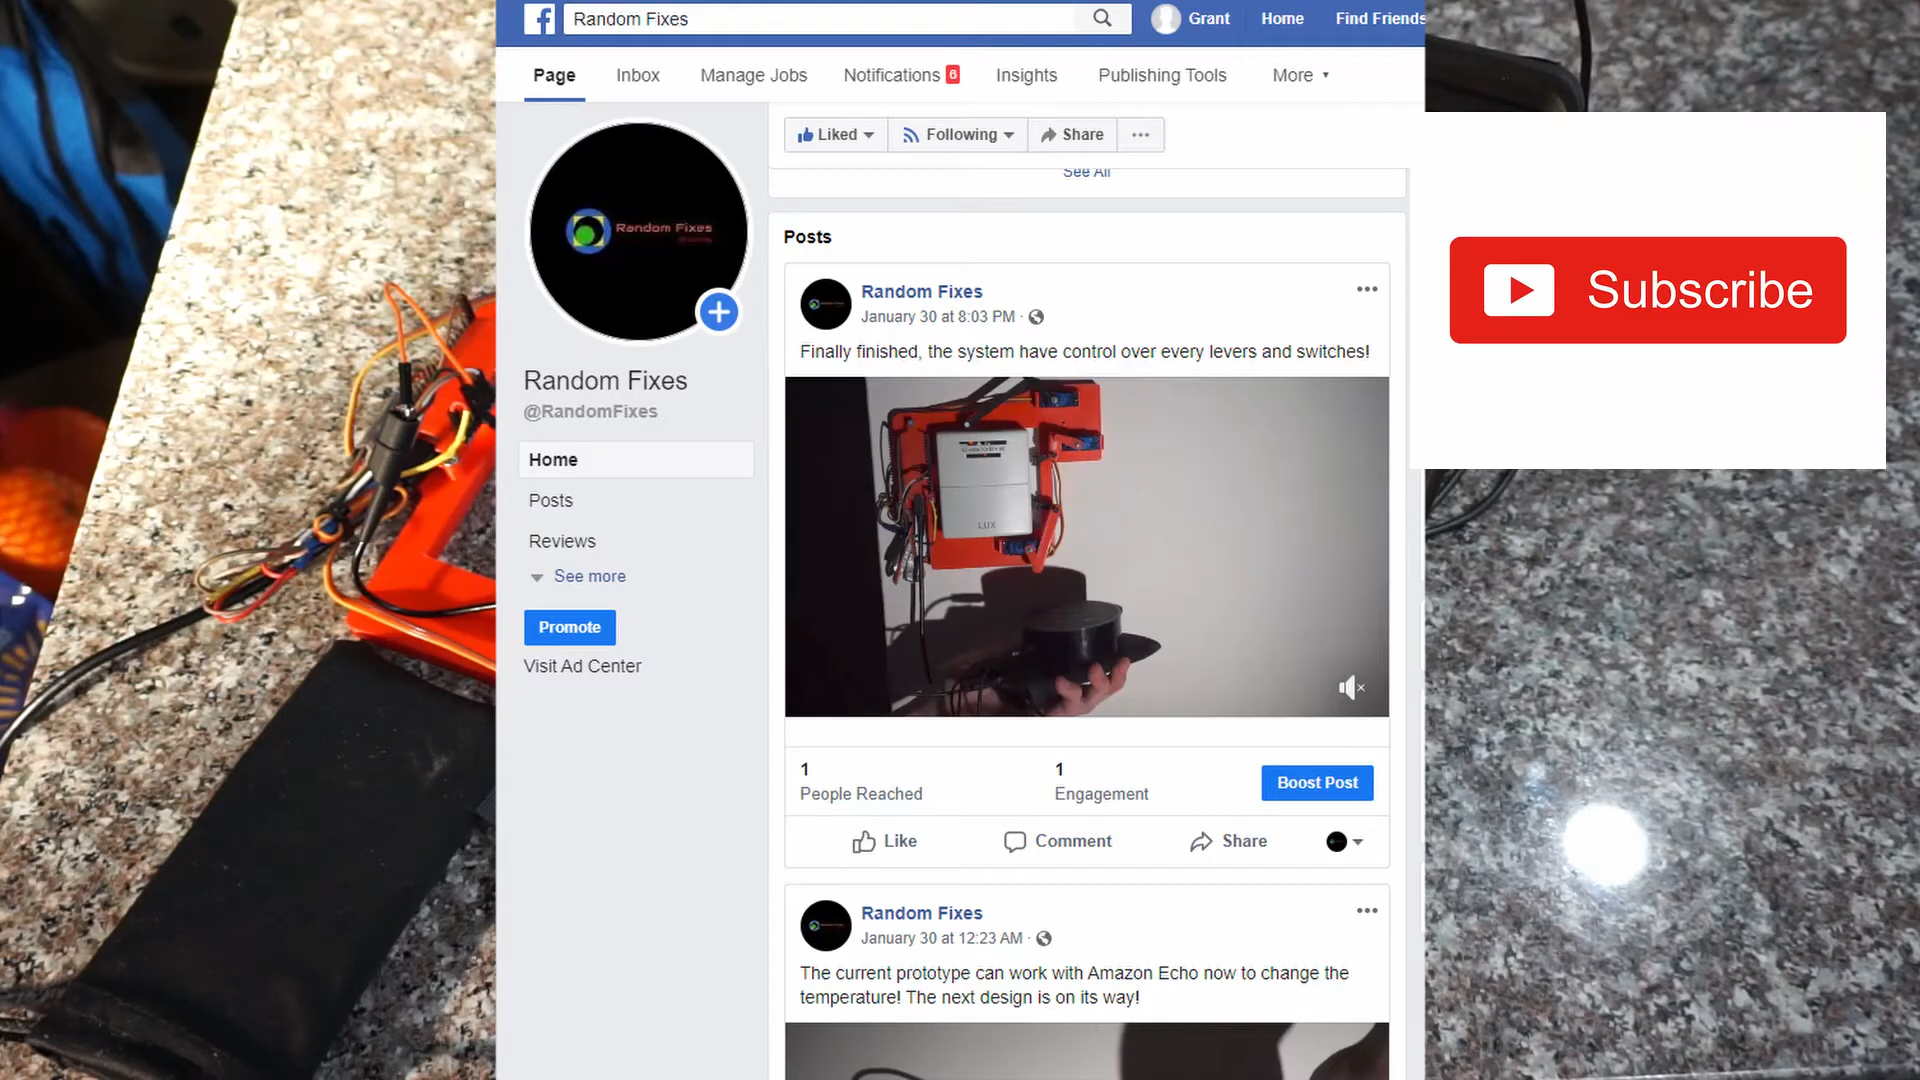 Random Fixes
Grant
Home
Find Friends
Page
Inbox
Manage Jobs
Notifications 6
Insights
Publishing Tools
More
Liked
Following
Share
See All
Random Fixes
Random Fixes
@RandomFixes
Home
Posts
Reviews
See more
Promote
Visit Ad Center
Posts
Random Fixes
January 30 at 8:03 PM ·
Finally finished, the system have control over every levers and switches!
LUX
1
People Reached
1
Engagement
Boost Post
Like
Comment
Share
Random Fixes
January 30 at 12:23 AM ·
The current prototype can work with Amazon Echo now to change the
temperature! The next design is on its way!
Subscribe